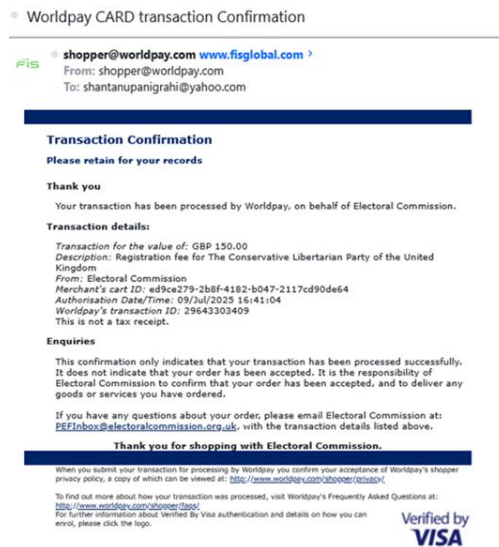 Worldpay CARD transaction Confirmation
FIS
shopper@worldpay.com www.fisglobal.com >
From: shopper@worldpay.com
To: shantanupanigrahi@yahoo.com
Transaction Confirmation
Please retain for your records
Thank you
Your transaction has been processed by Worldpay, on behalf of Electoral Commission.
Transaction details:
Transaction for the value of: GBP 150.00
Description: Registration fee for The Conservative Libertarian Party of the United
Kingdom
From: Electoral Commission
Merchant's cart ID: ed9ce279-2b8f-4182-b047-2117cd90de64
Authorisation Date/Time: 09/Jul/2025 16:41:04
Worldpay's transaction ID: 29643303409
This is not a tax receipt.
Enquiries
This confirmation only indicates that your transaction has been processed successfully.
It does not indicate that your order has been accepted. It is the responsibility of
Electoral Commission to confirm that your order has been accepted, and to deliver any
goods or services you have ordered.
If you have any questions about your order, please email Electoral Commission at:
PEFInbox@electoralcommission.org.uk, with the transaction details listed above.
Thank you for shopping with Electoral Commission.
When you submit your transaction for processing by Worldpay you confirm your acceptance of Worldpay's shopper
privacy policy, a copy of which can be viewed at: http://www.worldpay.com/shopper/privacy/
To find out more about how your transaction was processed, visit Worldpay's Frequently Asked Questions at:
http://www.worldpay.com/shopper/faqs/
For further information about Verified By Visa authentication and details on how you can
enrol, please click the logo.
Verified by
VISA